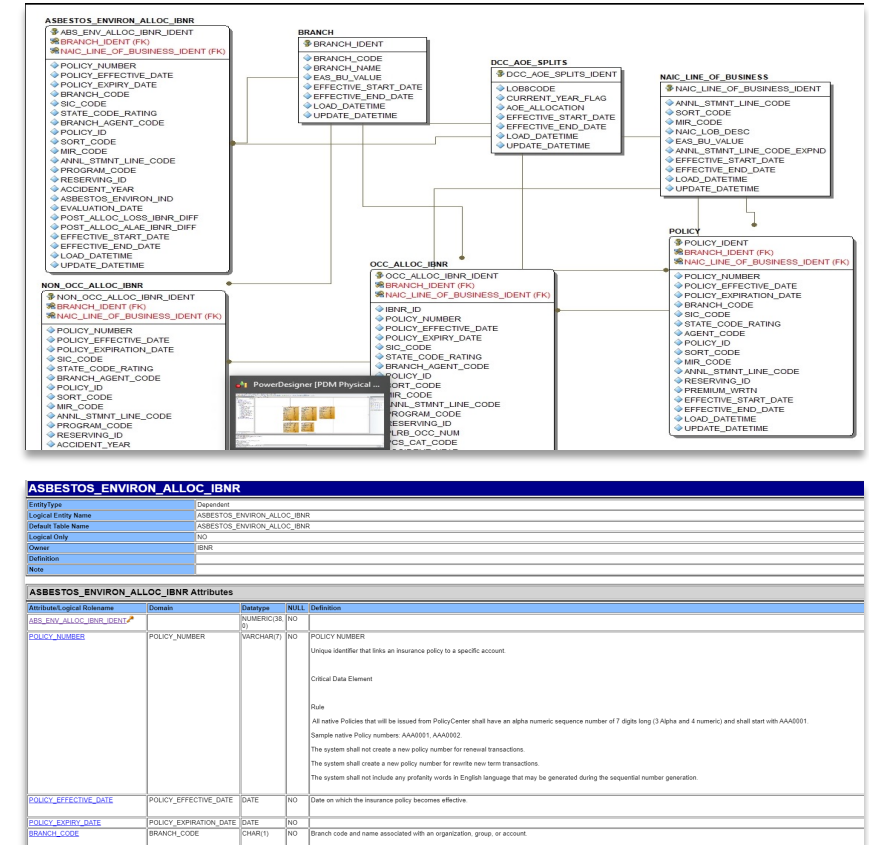 ASBESTOS_ENVIRON_ALLOC_IBNR
ABS_ENV_ALLOC_IBNR_IDENT
BRANCH_IDENT (FK)
NAIC_LINE_OF_BUSINESS_IDENT (FK)
POLICY_NUMBER
POLICY_EFFECTIVE_DATE
POLICY_EXPIRY_DATE
BRANCH_CODE
SIC_CODE
STATE_CODE_RATING
BRANCH_AGENT_CODE
POLICY_ID
SORT_CODE
MIR_CODE
ANNL_STMNT_LINE_CODE
PROGRAM_CODE
RESERVING_ID
ACCIDENT_YEAR
ASBESTOS_ENVIRON_IND
EVALUATION_DATE
POST_ALLOC_LOSS_IBNR_DIFF
POST_ALLOC_ALAE_IBNR_DIFF
EFFECTIVE_START_DATE
EFFECTIVE_END_DATE
LOAD_DATETIME
UPDATE_DATETIME
BRANCH
BRANCH_IDENT
BRANCH_CODE
BRANCH_NAME
EAS_BU_VALUE
EFFECTIVE_START_DATE
EFFECTIVE_END_DATE
LOAD_DATETIME
UPDATE_DATETIME
DCC_AOE_SPLITS
DCC_AOE_SPLITS_IDENT
LOB8CODE
CURRENT_YEAR_FLAG
AOE_ALLOCATION
EFFECTIVE_START_DATE
EFFECTIVE_END_DATE
LOAD_DATETIME
UPDATE_DATETIME
NAIC_LINE_OF_BUSINESS
NAIC_LINE_OF_BUSINESS_IDENT
ANNL_STMNT_LINE_CODE
SORT_CODE
MIR_CODE
NAIC_LOB_DESC
EAS_BU_VALUE
ANNL_STMNT_LINE_CODE_EXPND
EFFECTIVE_START_DATE
EFFECTIVE_END_DATE
LOAD_DATETIME
UPDATE_DATETIME
NON_OCC_ALLOC_IBNR
NON_OCC_ALLOC_IBNR_IDENT
BRANCH_IDENT (FK)
NAIC_LINE_OF_BUSINESS_IDENT (FK)
POLICY_NUMBER
POLICY_EFFECTIVE_DATE
POLICY_EXPIRATION_DATE
SIC_CODE
STATE_CODE_RATING
BRANCH_AGENT_CODE
POLICY_ID
SORT_CODE
MIR_CODE
ANNL_STMNT_LINE_CODE
PROGRAM_CODE
RESERVING_ID
ACCIDENT_YEAR
OCC_ALLOC_IBNR
OCC_ALLOC_IBNR_IDENT
BRANCH_IDENT (FK)
NAIC_LINE_OF_BUSINESS_IDENT (FK)
IBNR_ID
POLICY_NUMBER
POLICY_EFFECTIVE_DATE
POLICY_EXPIRY_DATE
SIC_CODE
STATE_CODE_RATING
BRANCH_AGENT_CODE
POLICY_ID
SORT_CODE
MIR_CODE
ANNL_STMNT_LINE_CODE
PROGRAM_CODE
RESERVING_ID
PLRB_OCC_NUM
PCS_CAT_CODE
PowerDesigner [PDM Physical ...
POLICY
POLICY_IDENT
BRANCH_IDENT (FK)
NAIC_LINE_OF_BUSINESS_IDENT (FK)
POLICY_NUMBER
POLICY_EFFECTIVE_DATE
POLICY_EXPIRATION_DATE
BRANCH_CODE
SIC_CODE
STATE_CODE_RATING
AGENT_CODE
POLICY_ID
SORT_CODE
MIR_CODE
ANNL_STMNT_LINE_CODE
RESERVING_ID
PREMIUM_WRTN
EFFECTIVE_START_DATE
EFFECTIVE_END_DATE
LOAD_DATETIME
UPDATE_DATETIME
ASBESTOS_ENVIRON_ALLOC_IBNR
EntityType Dependent
Logical Entity Name ASBESTOS_ENVIRON_ALLOC_IBNR
Default Table Name ASBESTOS_ENVIRON_ALLOC_IBNR
Logical Only NO
Owner IBNR
Definition
Note
ASBESTOS_ENVIRON_ALLOC_IBNR Attributes
Attribute/Logical Rolename Domain Datatype NULL Definition
ABS_ENV_ALLOC_IBNR_IDENT NUMERIC(38, NO
0)
POLICY_NUMBER POLICY_NUMBER VARCHAR(7) NO POLICY NUMBER
Unique identifier that links an insurance policy to a specific account.
Critical Data Element
Rule
All native Policies that will be issued from PolicyCenter shall have an alpha numeric sequence number of 7 digits long (3 Alpha and 4 numeric) and shall start with AAA0001.
Sample native Policy numbers: AAA0001, AAA0002.
The system shall not create a new policy number for renewal transactions.
The system shall create a new policy number for rewrite new term transactions.
The system shall not include any profanity words in English language that may be generated during the sequential number generation.
POLICY_EFFECTIVE_DATE POLICY_EFFECTIVE_DATE DATE NO Date on which the insurance policy becomes effective.
POLICY_EXPIRY_DATE POLICY_EXPIRATION_DATE DATE NO
BRANCH_CODE BRANCH_CODE CHAR(1) NO Branch code and name associated with an organization, group, or account.